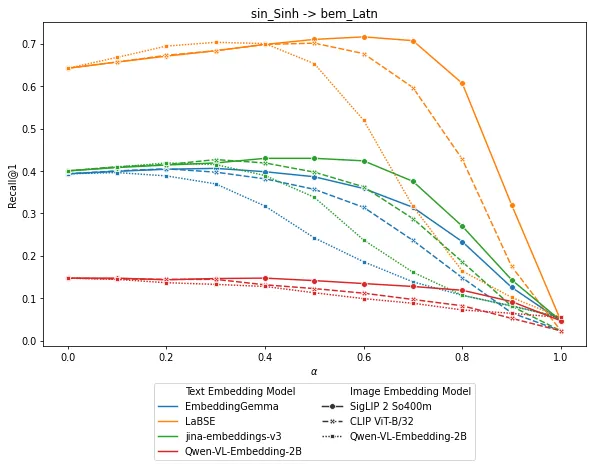 sin_Sinh -> bem_Latn
Recall@1
0.7
0.6
0.5
0.4
0.3
0.2
0.1
0.0
0.0 0.2 0.4 0.6 0.8 1.0
α
Text Embedding Model Image Embedding Model
EmbeddingGemma SigLIP 2 So400m
LaBSE CLIP ViT-B/32
jina-embeddings-v3 Qwen-VL-Embedding-2B
Qwen-VL-Embedding-2B